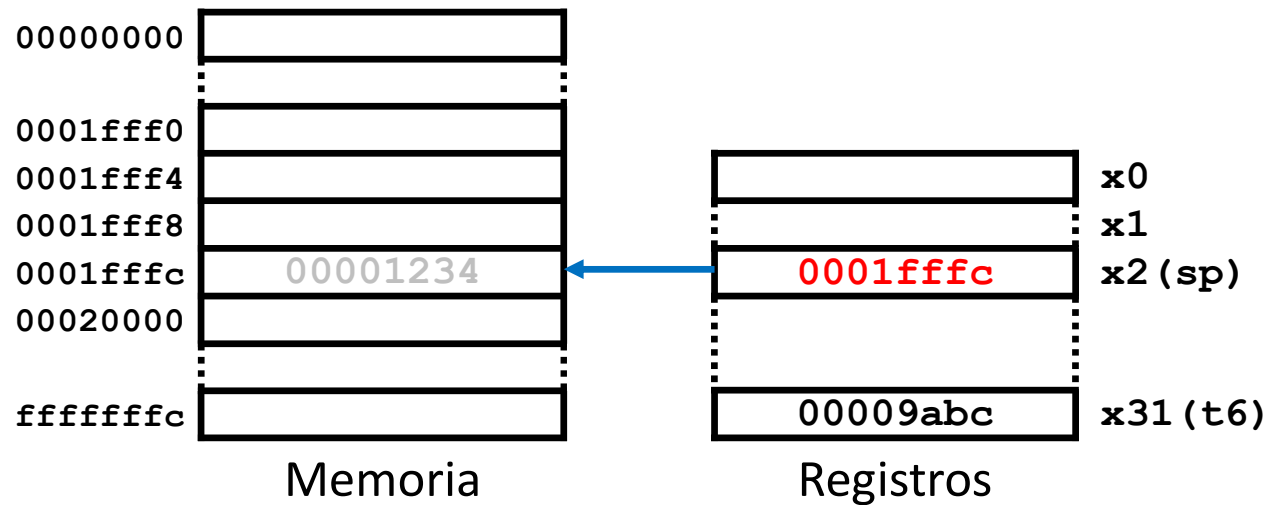 00000000
0001fff0
0001fff4 x0
0001fff8 x1
0001fffc 00001234 0001fffc x2(sp)
00020000
fffffffc 00009abc x31(t6)
Memoria Registros